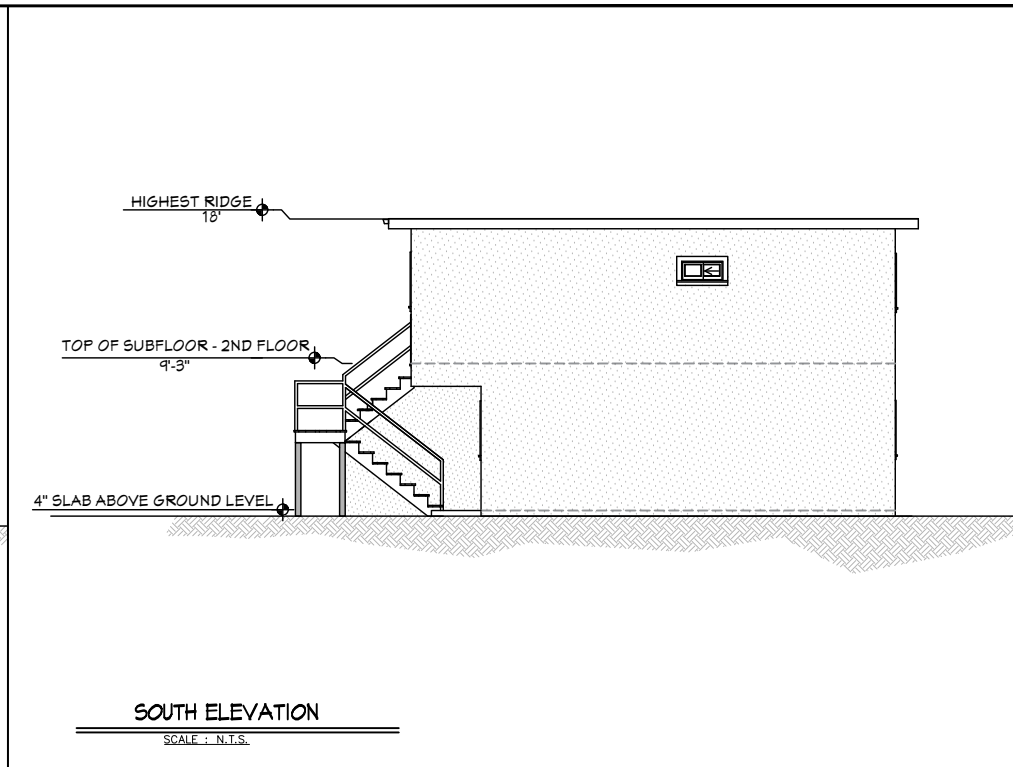 HIGHEST RIDGE
18'
TOP OF SUBFLOOR - 2ND FLOOR
9'-3"
4" SLAB ABOVE GROUND LEVEL
SOUTH ELEVATION
SCALE : N.T.S.